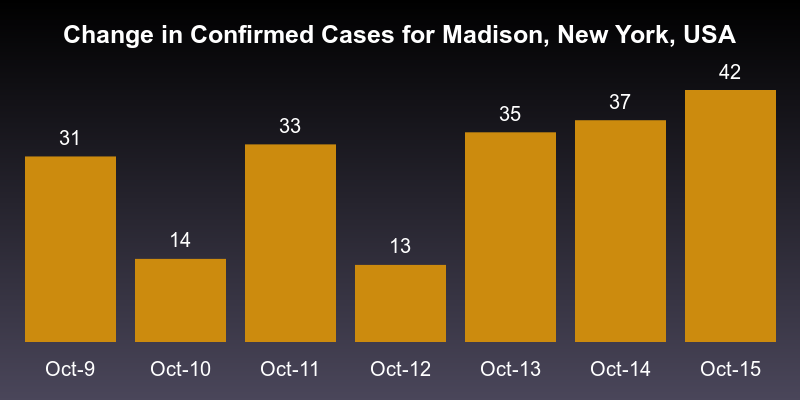 Change in Confirmed Cases for Madison, New York, USA
31
14
33
13
35
37
42
Oct-9
Oct-10
Oct-11
Oct-12
Oct-13
Oct-14
Oct-15